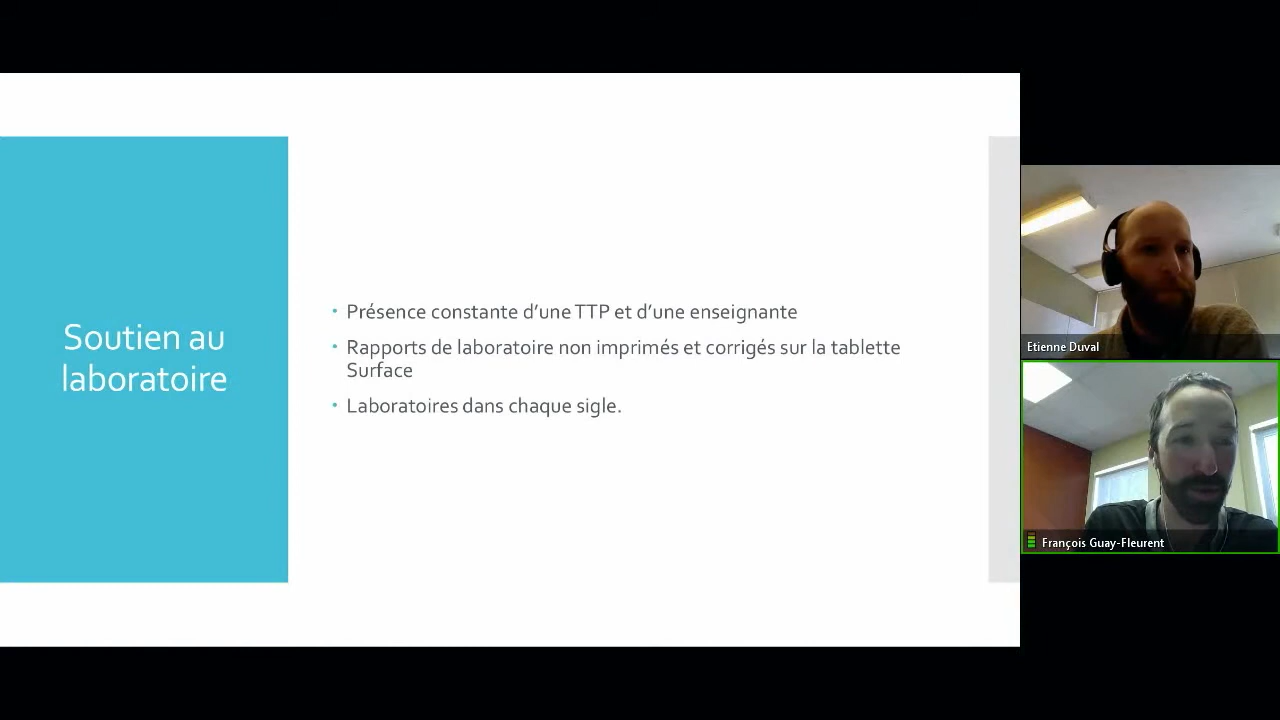 Soutien au
laboratoire
Présence constante d’une TTP et d’une enseignante
Rapports de laboratoire non imprimés et corrigés sur la tablette
Surface
Laboratoires dans chaque sigle.
Etienne Duval
François Guay-Fleurent